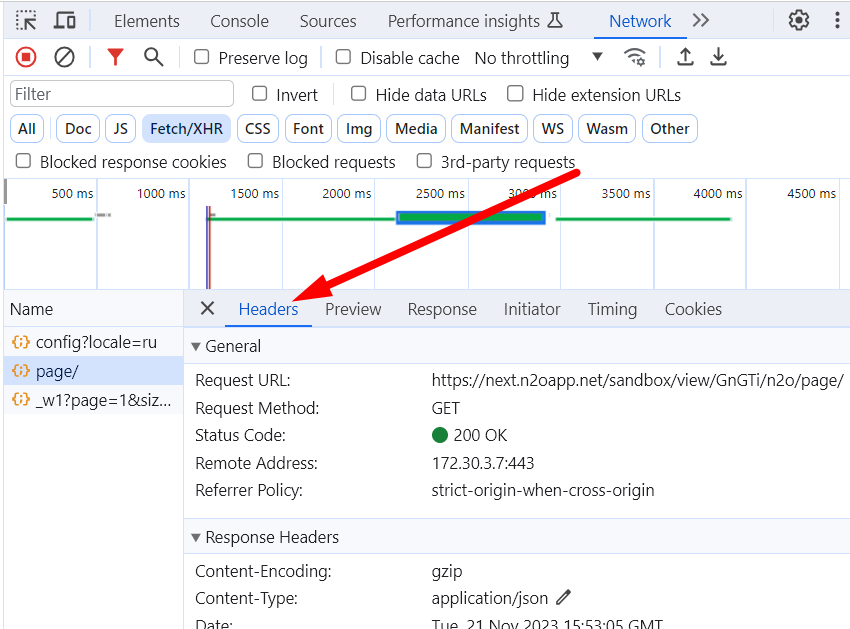 Elements Console Sources Performance insights Network
Preserve log Disable cache No throttling
Filter Invert Hide data URLs Hide extension URLs
All Doc JS Fetch/XHR CSS Font Img Media Manifest WS Wasm Other
Blocked response cookies Blocked requests 3rd-party requests
500 ms 1000 ms 1500 ms 2000 ms 2500 ms 3000 ms 3500 ms 4000 ms 4500 ms
Name Headers Preview Response Initiator Timing Cookies
config?locale=ru
page/
_w1?page=1&siz...
General
Request URL: https://next.n2oapp.net/sandbox/view/GnGTi/n2o/page/
Request Method: GET
Status Code: 200 OK
Remote Address: 172.30.3.7:443
Referrer Policy: strict-origin-when-cross-origin
Response Headers
Content-Encoding: gzip
Content-Type: application/json
Date: Tue, 21 Nov 2023 15:53:05 GMT